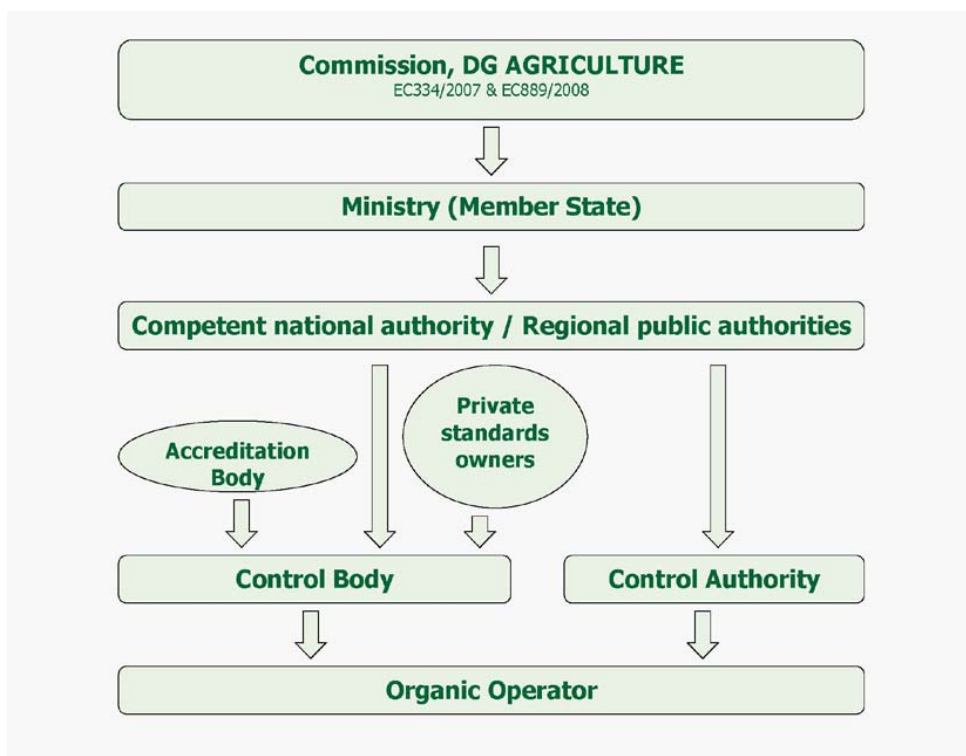 Commission, DG AGRICULTURE
EC334/2007 & EC889/2008
Ministry (Member State)
Competent national authority / Regional public authorities
Private
standards
owners
Accreditation
Body
Control Body
Control Authority
Organic Operator